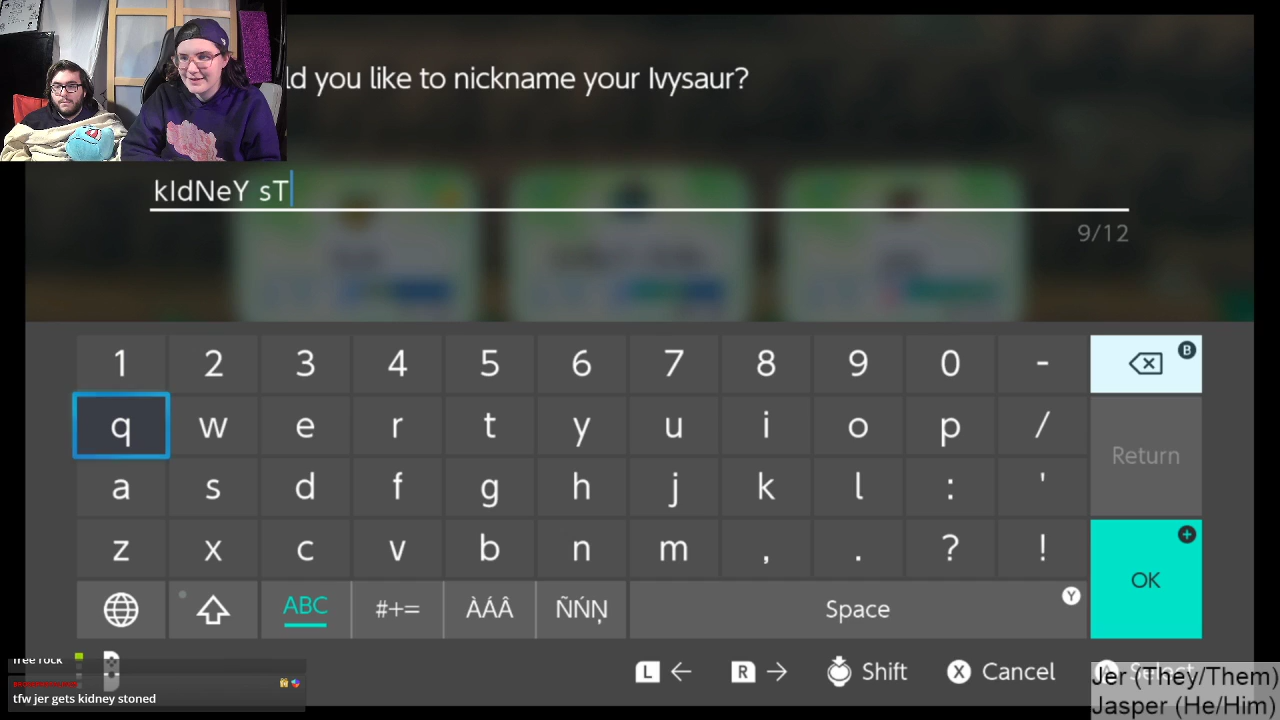 ld you like to nickname your Ivysaur?
kIdNeY sT
9/12
1 2 3 4 5 6 7 8 9 0 - B
q w e r t y u i o p /
Return
a s d f g h j k l : '
z x c v b n m , . ? ! +
OK
ABC #+= ÀÁÂ ÑŃŅ Space Y
free rock
L ← R → Shift X Cancel A Select
tfw jer gets kidney stoned
Jer (They/Them)
Jasper (He/Him)